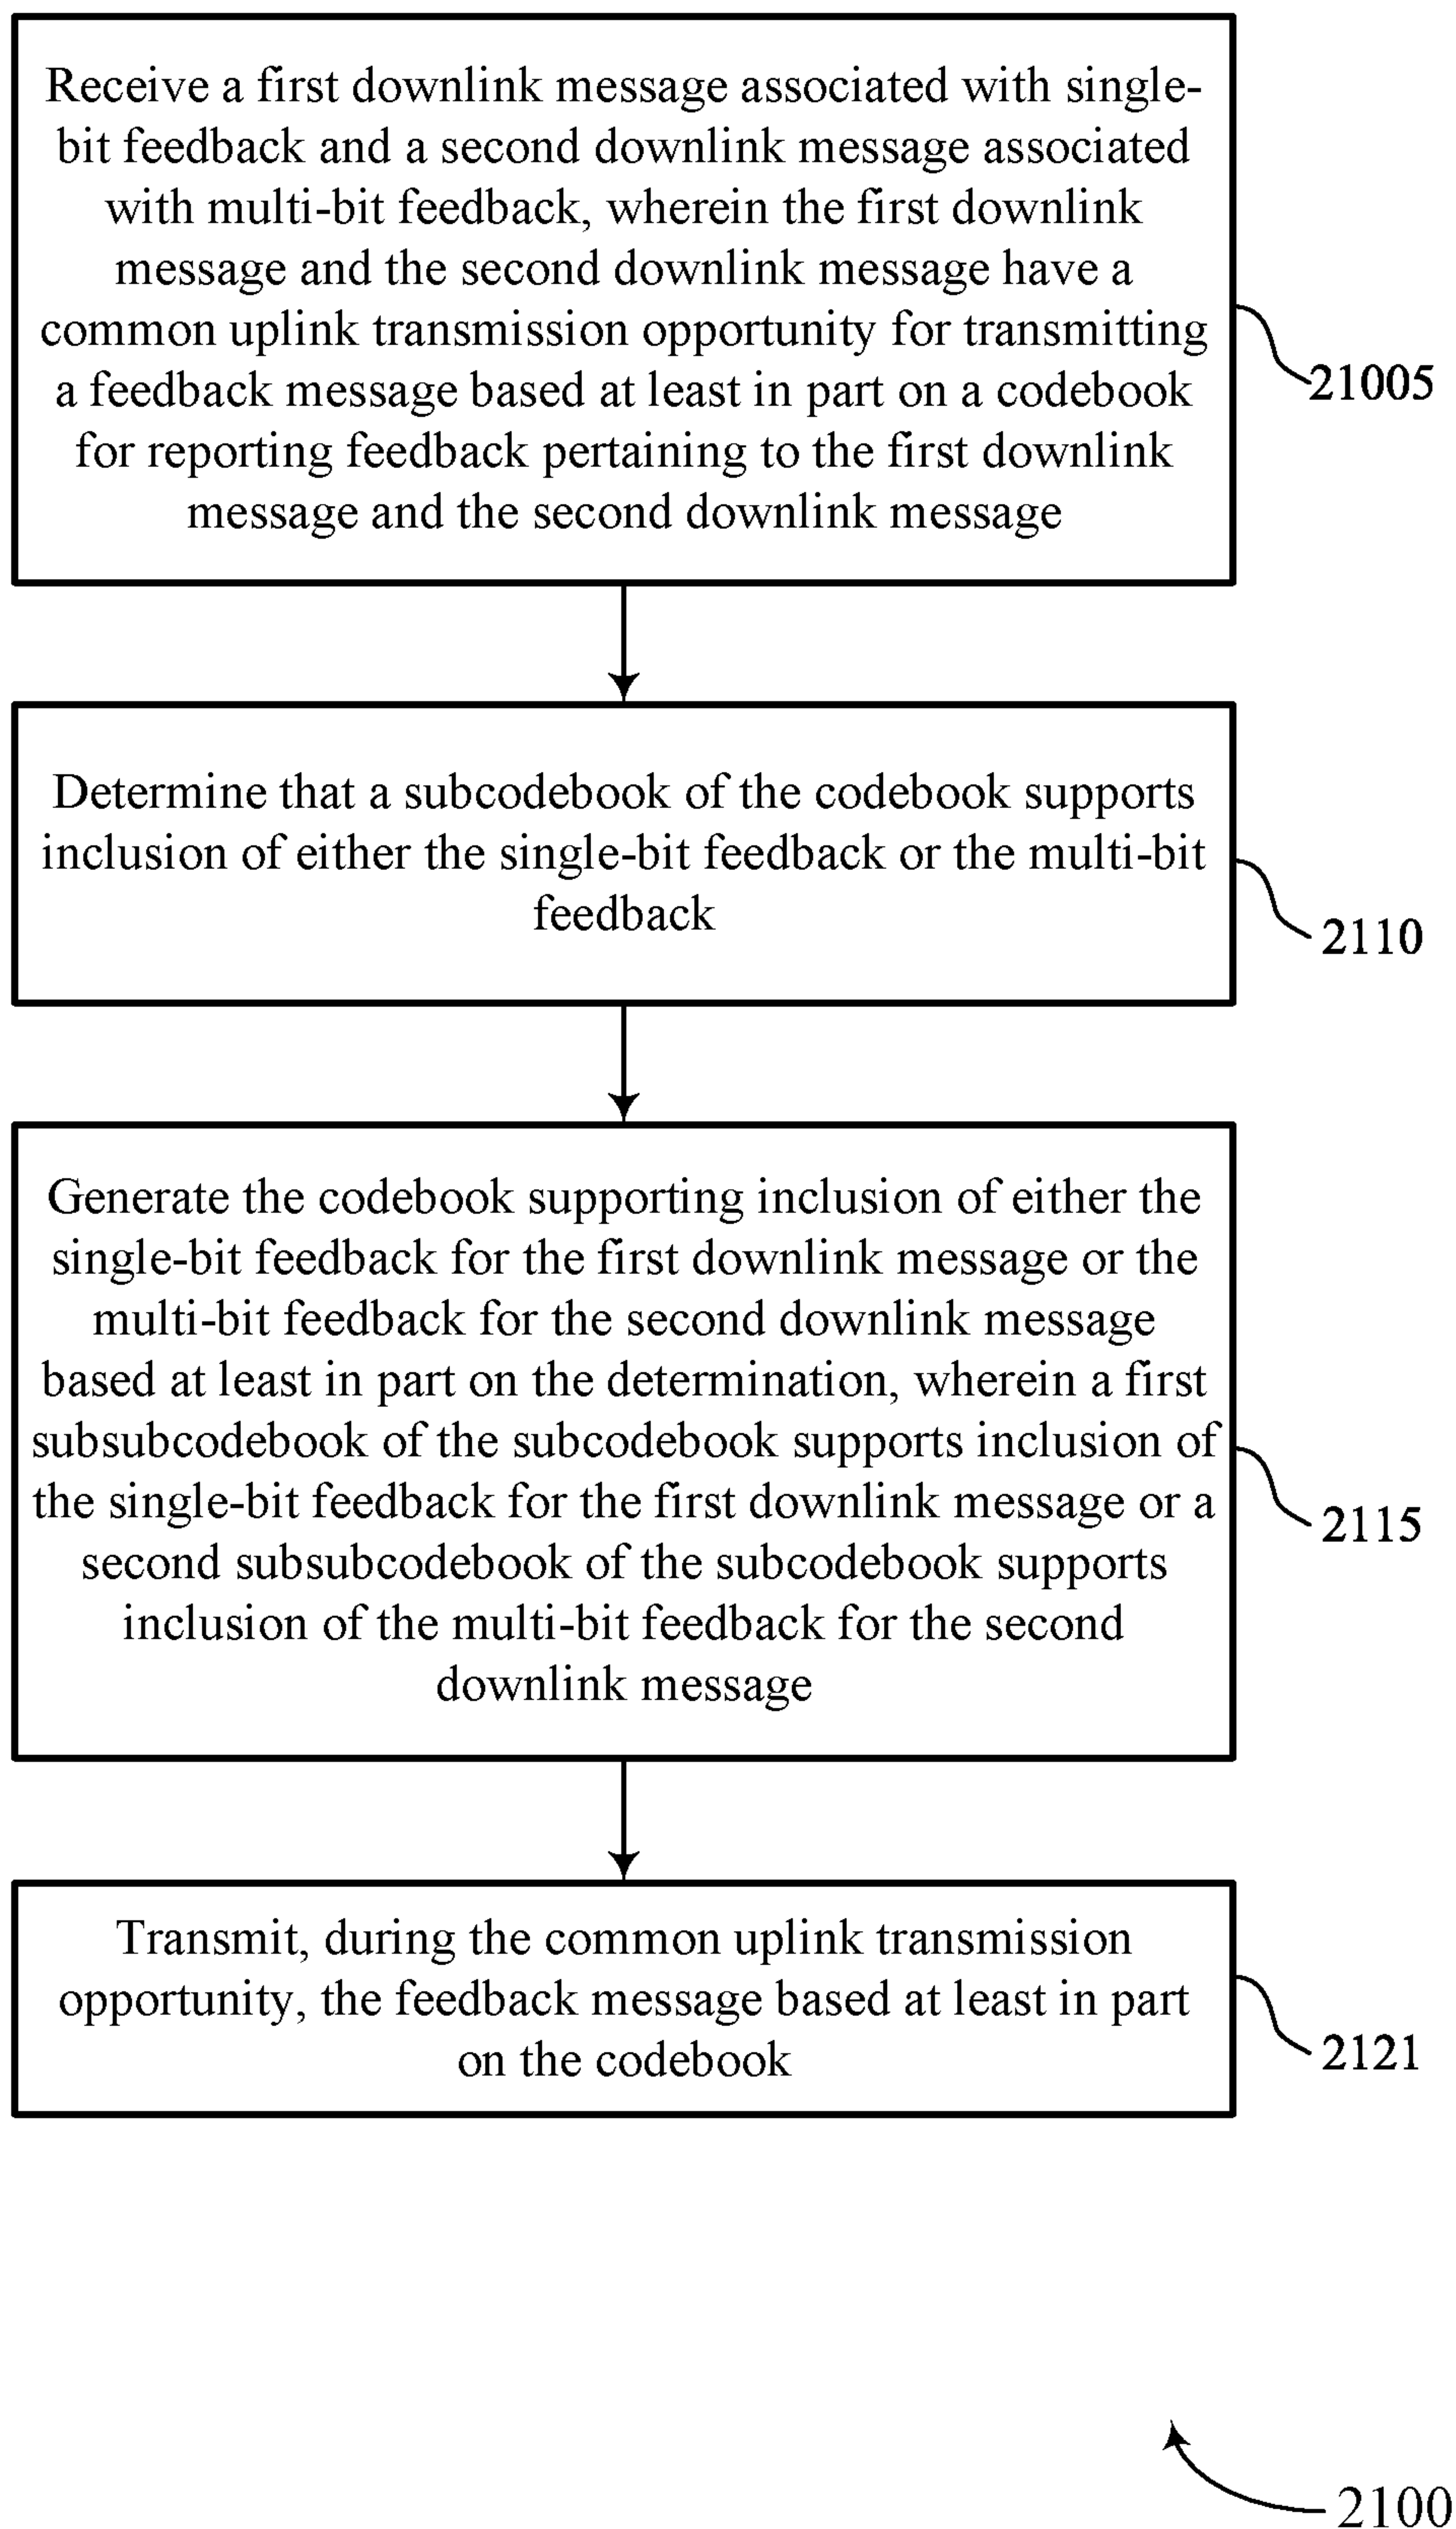 Receive a first downlink message associated with single-
bit feedback and a second downlink message associated
with multi-bit feedback, wherein the first downlink
message and the second downlink message have a
common uplink transmission opportunity for transmitting
a feedback message based at least in part on a codebook
for reporting feedback pertaining to the first downlink
message and the second downlink message
21005
Determine that a subcodebook of the codebook supports
inclusion of either the single-bit feedback or the multi-bit
feedback
2110
Generate the codebook supporting inclusion of either the
single-bit feedback for the first downlink message or the
multi-bit feedback for the second downlink message
based at least in part on the determination, wherein a first
subsubcodebook of the subcodebook supports inclusion of
the single-bit feedback for the first downlink message or a
second subsubcodebook of the subcodebook supports
inclusion of the multi-bit feedback for the second
downlink message
2115
Transmit, during the common uplink transmission
opportunity, the feedback message based at least in part
on the codebook
2121
2100